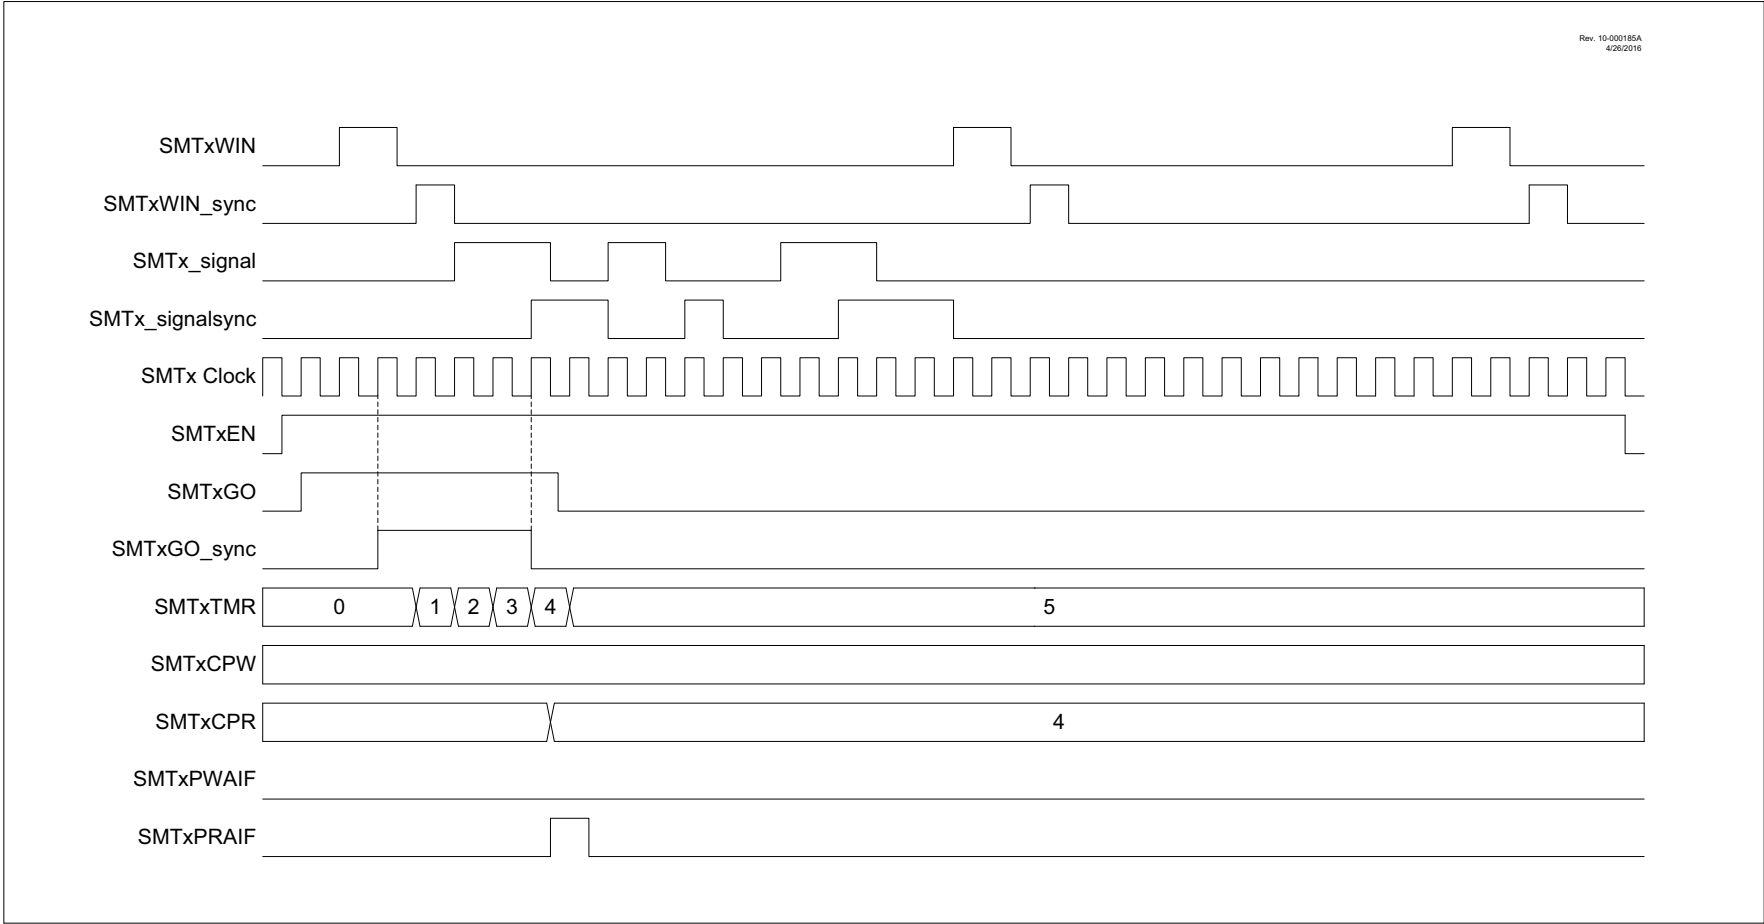 Rev. 10-000185A
4/26/2016
SMTxWIN
SMTxWIN_sync
SMTx_signal
SMTx_signalsync
SMTx Clock
SMTxEN
SMTxGO
SMTxGO_sync
SMTxTMR 0 1 2 3 4 5
SMTxCPW
SMTxCPR 4
SMTxPWAIF
SMTxPRAIF